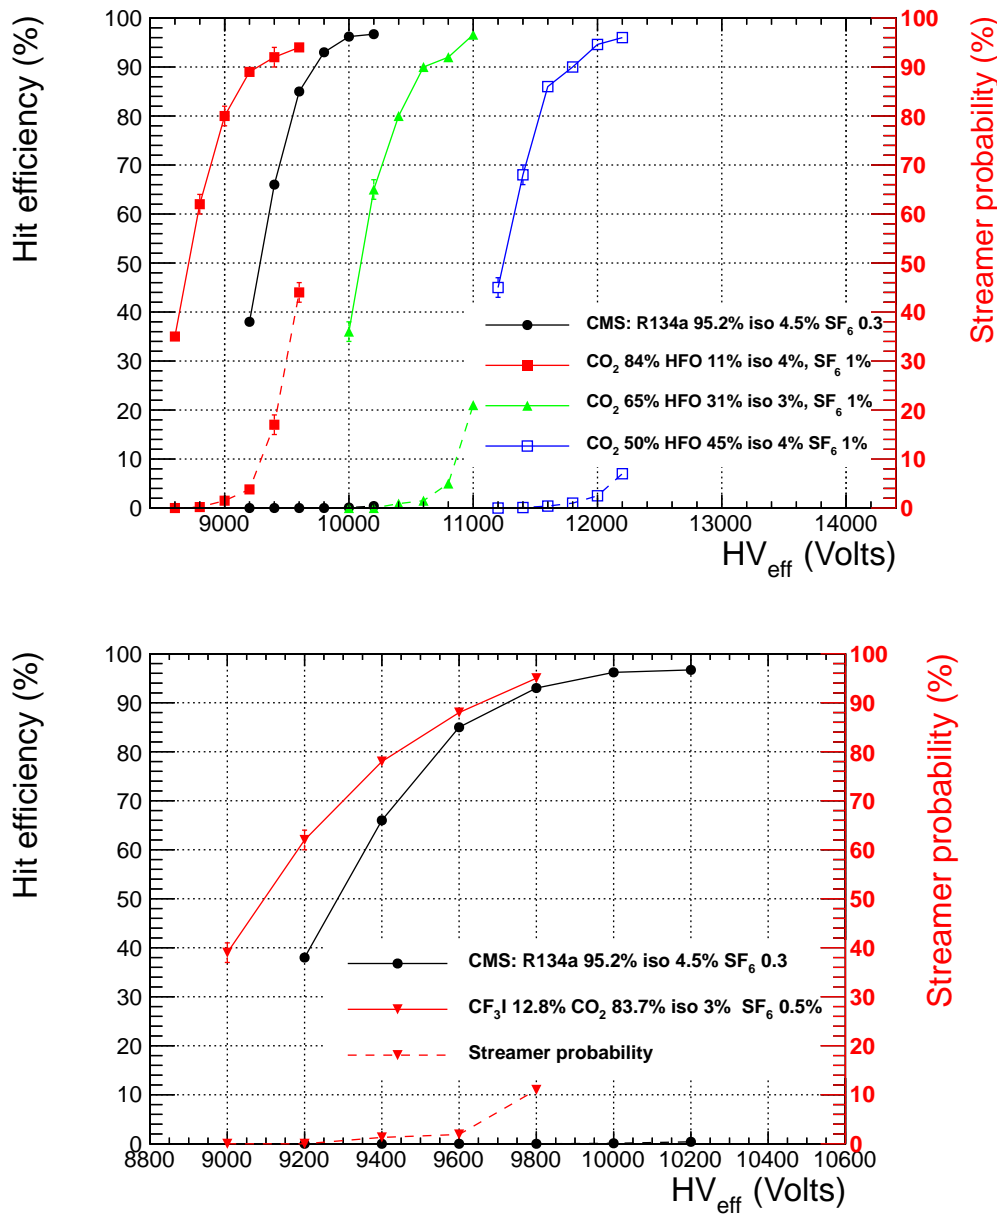 Hit efficiency (%)
100
90
80
70
60
50
40
30
20
10
0
100
90
80
70
60
50
40
30
20
10
0
Streamer probability (%)
CMS: R134a 95.2% iso 4.5% SF6 0.3
CO2 84% HFO 11% iso 4%, SF6 1%
CO2 65% HFO 31% iso 3%, SF6 1%
CO2 50% HFO 45% iso 4% SF6 1%
9000 10000 11000 12000 13000 14000
HVeff (Volts)
Hit efficiency (%)
100
90
80
70
60
50
40
30
20
10
0
100
90
80
70
60
50
40
30
20
10
0
Streamer probability (%)
CMS: R134a 95.2% iso 4.5% SF6 0.3
CF3I 12.8% CO2 83.7% iso 3% SF6 0.5%
Streamer probability
8800 9000 9200 9400 9600 9800 10000 10200 10400 10600
HVeff (Volts)